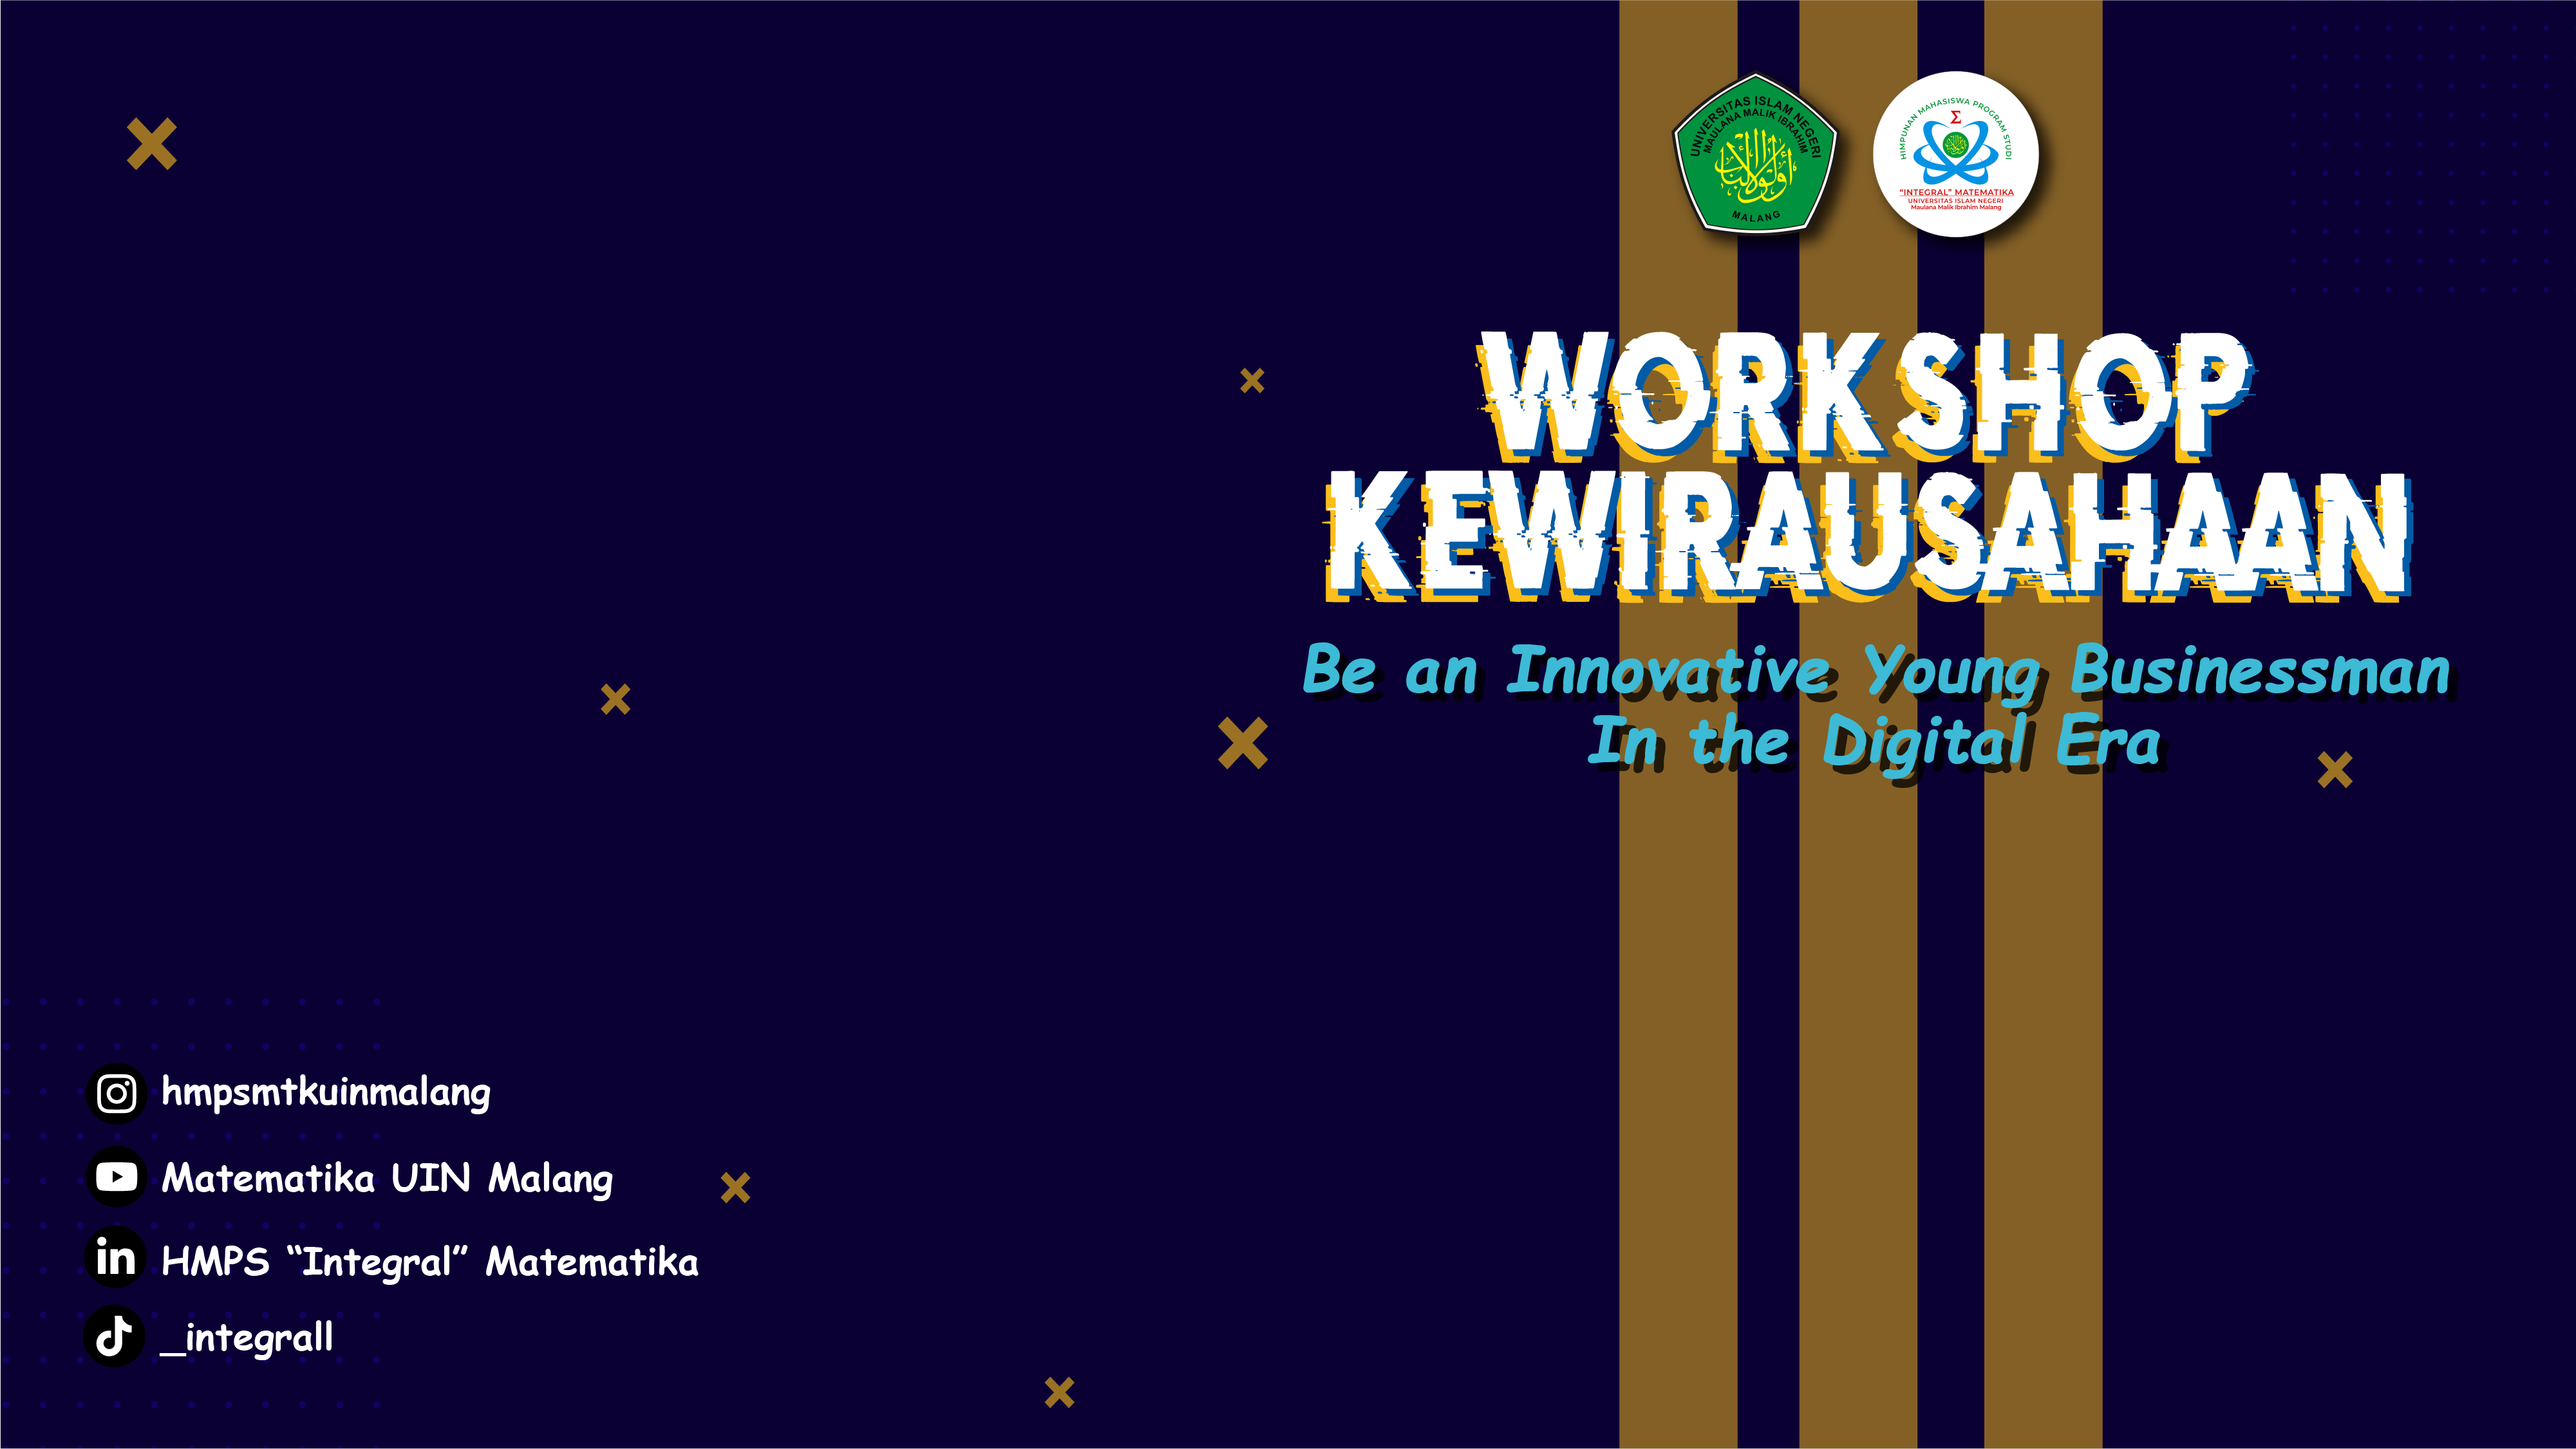 UNIVERSITAS ISLAM NEGERI
MAULANA MALIK IBRAHIM
أولوالألباب
MALANG
HIMPUNAN MAHASISWA PROGRAM STUDI
Σ
"INTEGRAL" MATEMATIKA
UNIVERSITAS ISLAM NEGERI
Maulana Malik Ibrahim Malang
WORKSHOP
KEWIRAUSAHAAN
Be an Innovative Young Businessman
In the Digital Era
hmpsmtkuinmalang
Matematika UIN Malang
in
HMPS “Integral” Matematika
_integrall